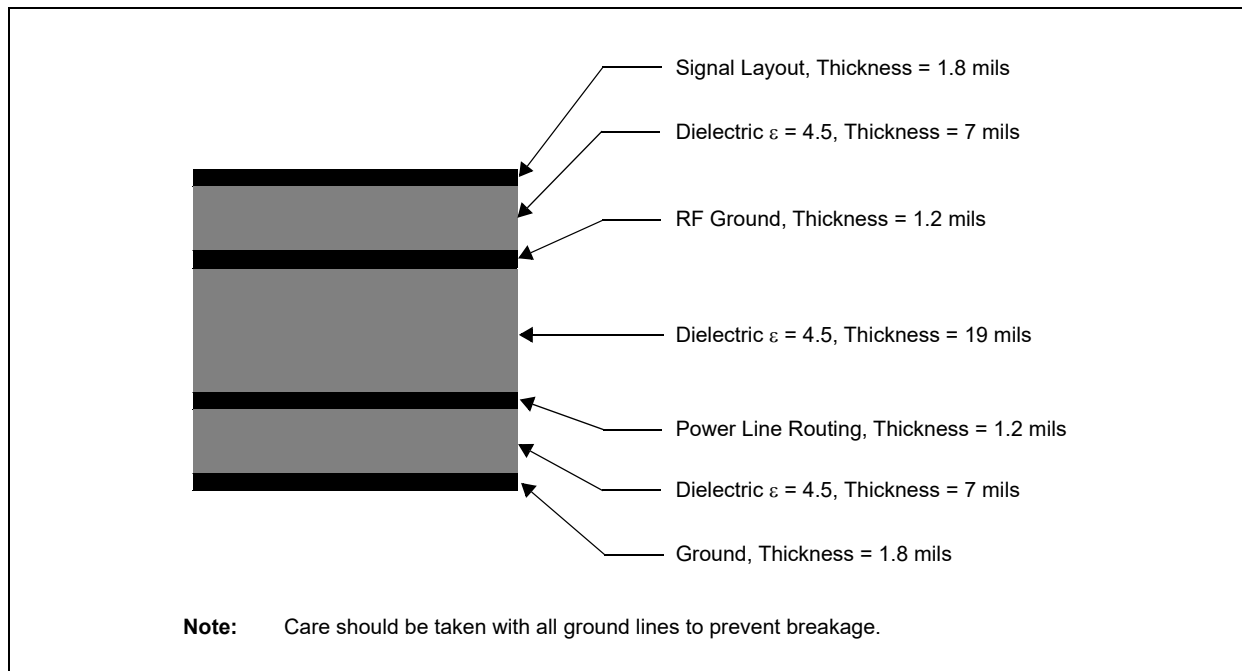 Signal Layout, Thickness = 1.8 mils
Dielectric ε = 4.5, Thickness = 7 mils
RF Ground, Thickness = 1.2 mils
Dielectric ε = 4.5, Thickness = 19 mils
Power Line Routing, Thickness = 1.2 mils
Dielectric ε = 4.5, Thickness = 7 mils
Ground, Thickness = 1.8 mils
Note: Care should be taken with all ground lines to prevent breakage.